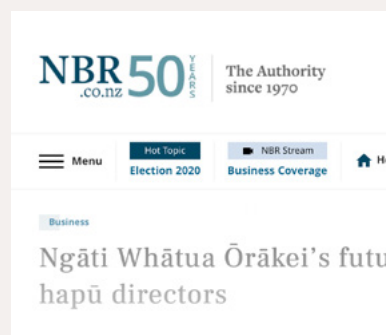 NBR 50 YEARS
.co.nz
The Authority
since 1970
Menu
Hot Topic
Election 2020
NBR Stream
Business Coverage
Business
Ngāti Whātua Ōrākei's
hapū directors